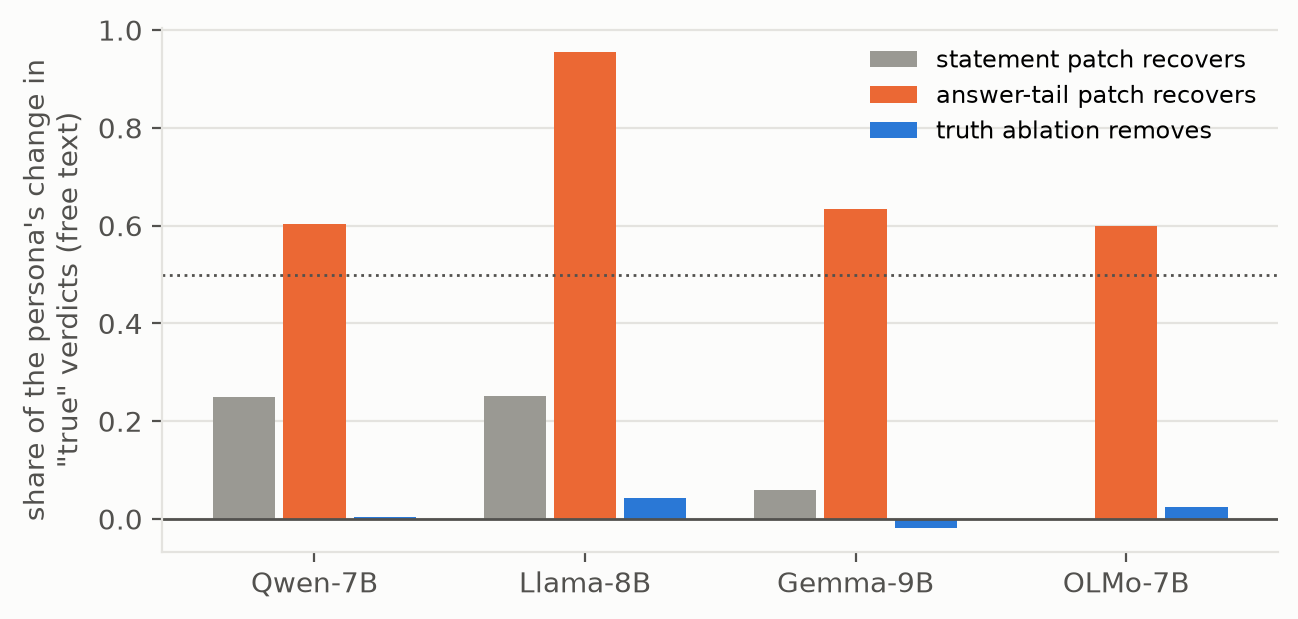 share of the persona's change in
"true" verdicts (free text)
1.0
0.8
0.6
0.4
0.2
0.0
statement patch recovers
answer-tail patch recovers
truth ablation removes
Qwen-7B
Llama-8B
Gemma-9B
OLMo-7B